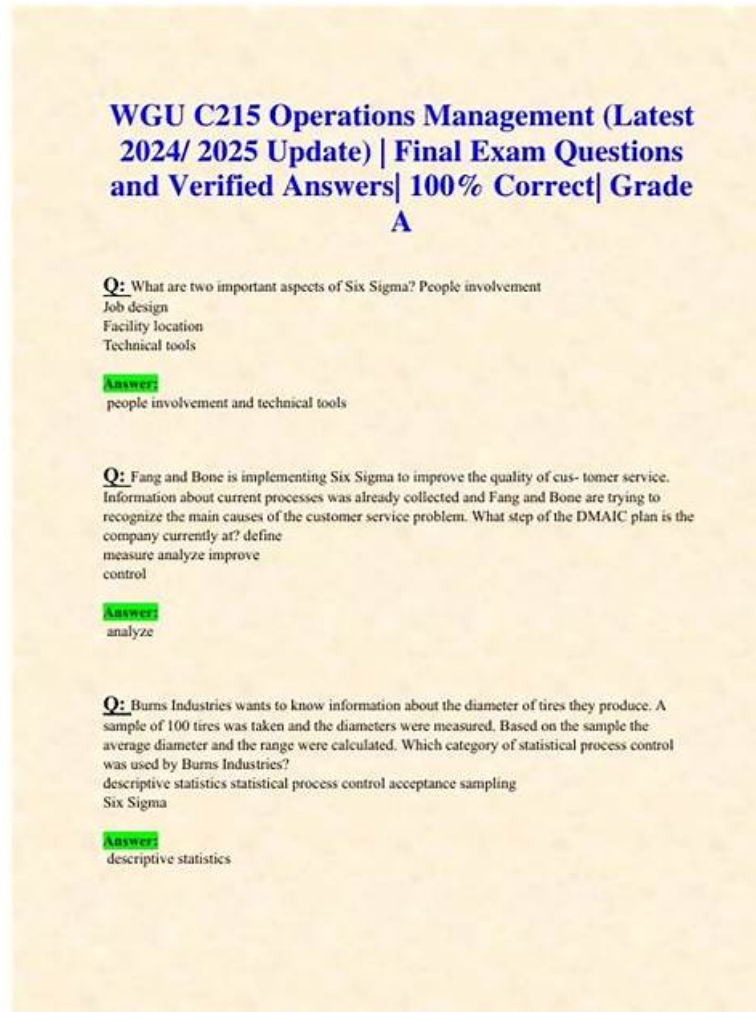 WGU C215 Operations Management (Latest
2024/ 2025 Update) | Final Exam Questions
and Verified Answers| 100% Correct| Grade
A
Q: What are two important aspects of Six Sigma? People involvement
Job design
Facility location
Technical tools
Answer:
people involvement and technical tools
Q: Fang and Bone is implementing Six Sigma to improve the quality of cus- tomer service.
Information about current processes was already collected and Fang and Bone are trying to
recognize the main causes of the customer service problem. What step of the DMAIC plan is the
company currently at? define
measure analyze improve
control
Answer:
analyze
Q: Burns Industries wants to know information about the diameter of tires they produce. A
sample of 100 tires was taken and the diameters were measured. Based on the sample the
average diameter and the range were calculated. Which category of statistical process control
was used by Burns Industries?
descriptive statistics statistical process control acceptance sampling
Six Sigma
Answer:
descriptive statistics